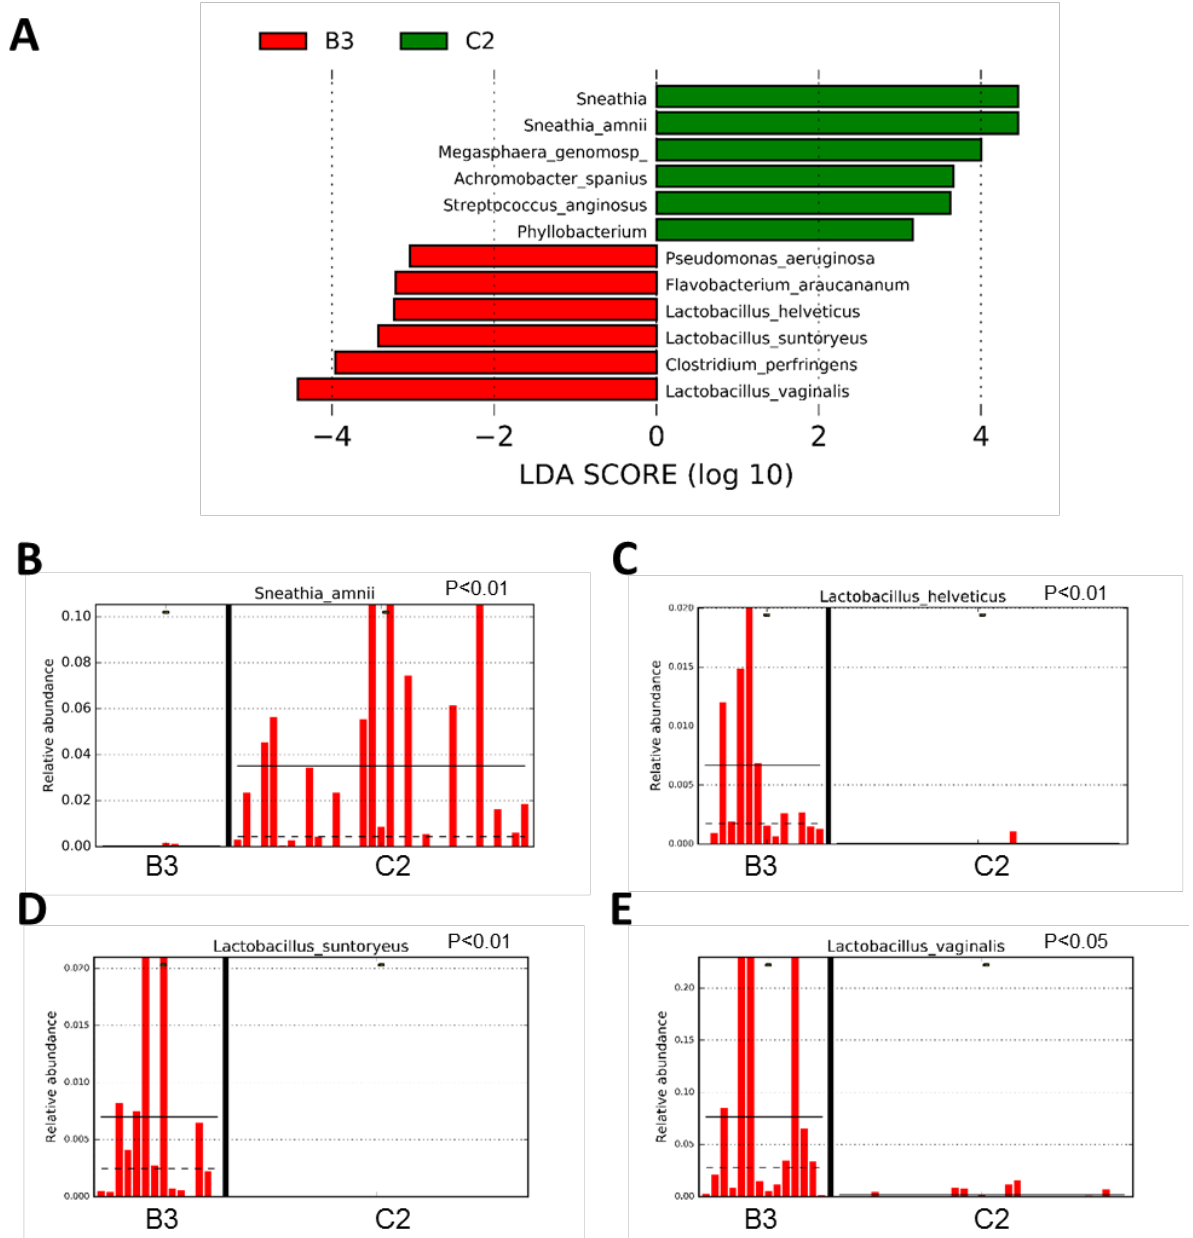 A
B3 C2
Sneathia
Sneathia_amnii
Megasphaera_genomosp_
Achromobacter_spanius
Streptococcus_anginosus
Phyllobacterium
Pseudomonas_aeruginosa
Flavobacterium_araucananum
Lactobacillus_helveticus
Lactobacillus_suntoryeus
Clostridium_perfringens
Lactobacillus_vaginalis
−4 −2 0 2 4
LDA SCORE (log 10)
B
Sneathia_amnii P<0.01
Relative abundance
0.10
0.08
0.06
0.04
0.02
0.00
B3 C2
C
Lactobacillus_helveticus P<0.01
Relative abundance
0.020
0.015
0.010
0.005
0.000
B3 C2
D
Lactobacillus_suntoryeus P<0.01
Relative abundance
0.020
0.015
0.010
0.005
0.000
B3 C2
E
Lactobacillus_vaginalis P<0.05
Relative abundance
0.20
0.15
0.10
0.05
0.00
B3 C2